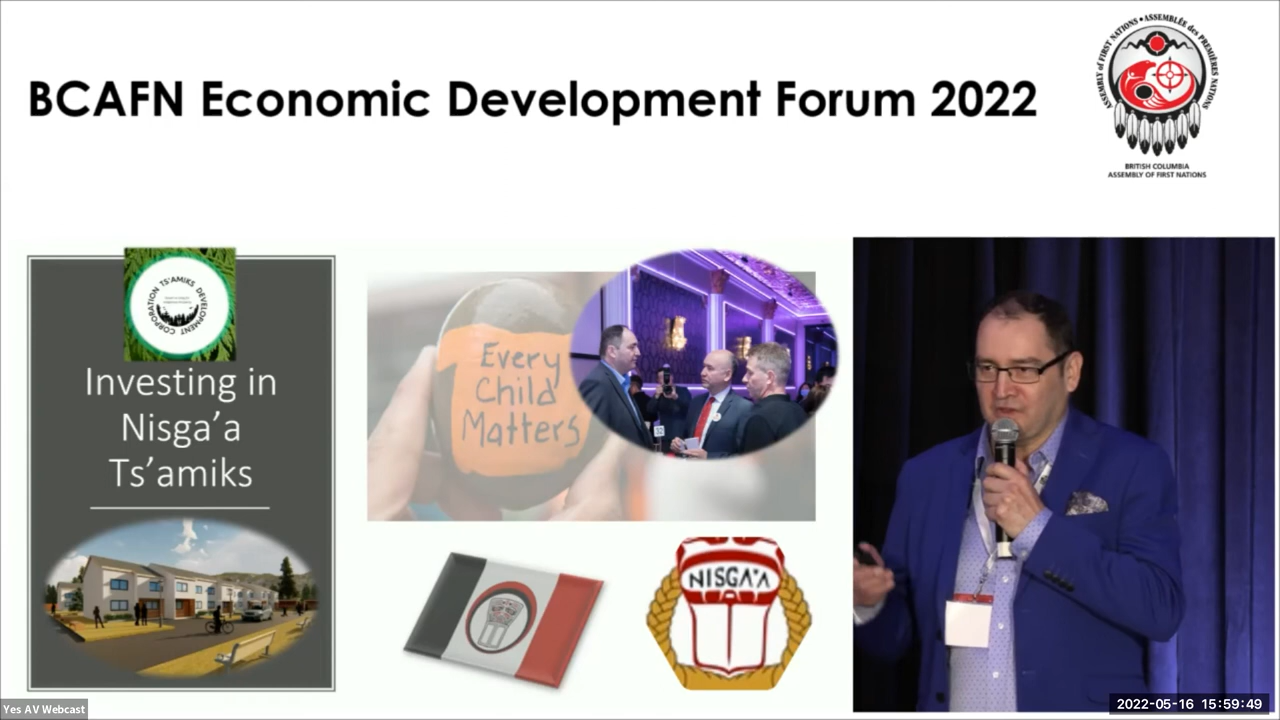 BCAFN Economic Development Forum 2022
ASSEMBLY of FIRST NATIONS • ASSEMBLÉE des PREMIÈRES NATIONS
BRITISH COLUMBIA
ASSEMBLY OF FIRST NATIONS
TS'AMIKS DEVELOPMENT CORPORATION
Investing in
Nisga’a
Ts’amiks
Every
Child
Matters
NISGA'A
Yes AV Webcast
2022-05-16 15:59:49